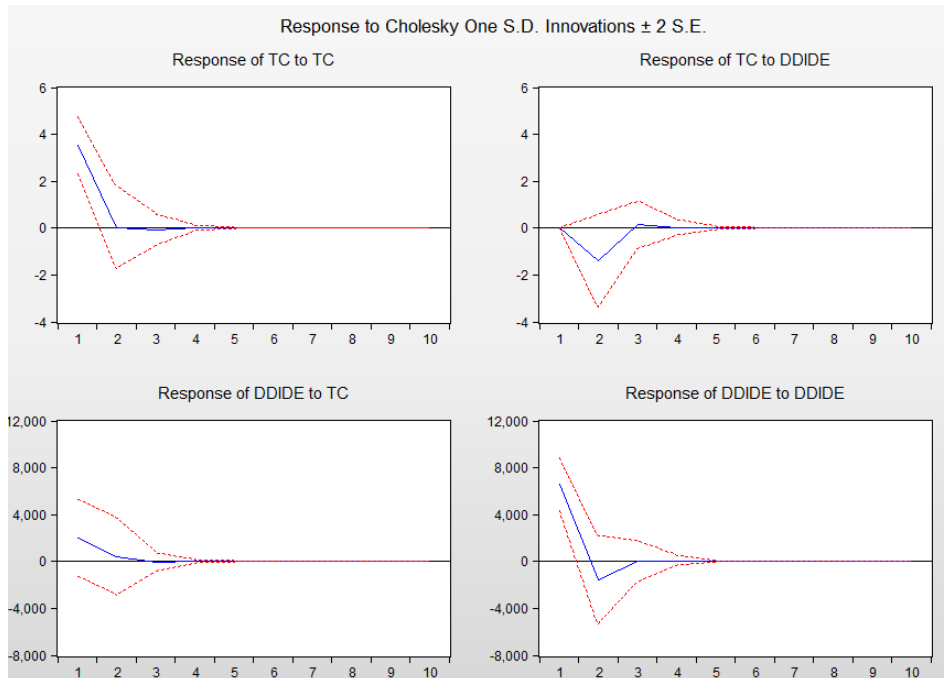 Response to Cholesky One S.D. Innovations ± 2 S.E.
Response of TC to TC
6
4
2
0
-2
-4
1 2 3 4 5 6 7 8 9 10
Response of TC to DDIDE
6
4
2
0
-2
-4
1 2 3 4 5 6 7 8 9 10
Response of DDIDE to TC
12,000
8,000
4,000
0
-4,000
-8,000
1 2 3 4 5 6 7 8 9 10
Response of DDIDE to DDIDE
12,000
8,000
4,000
0
-4,000
-8,000
1 2 3 4 5 6 7 8 9 10